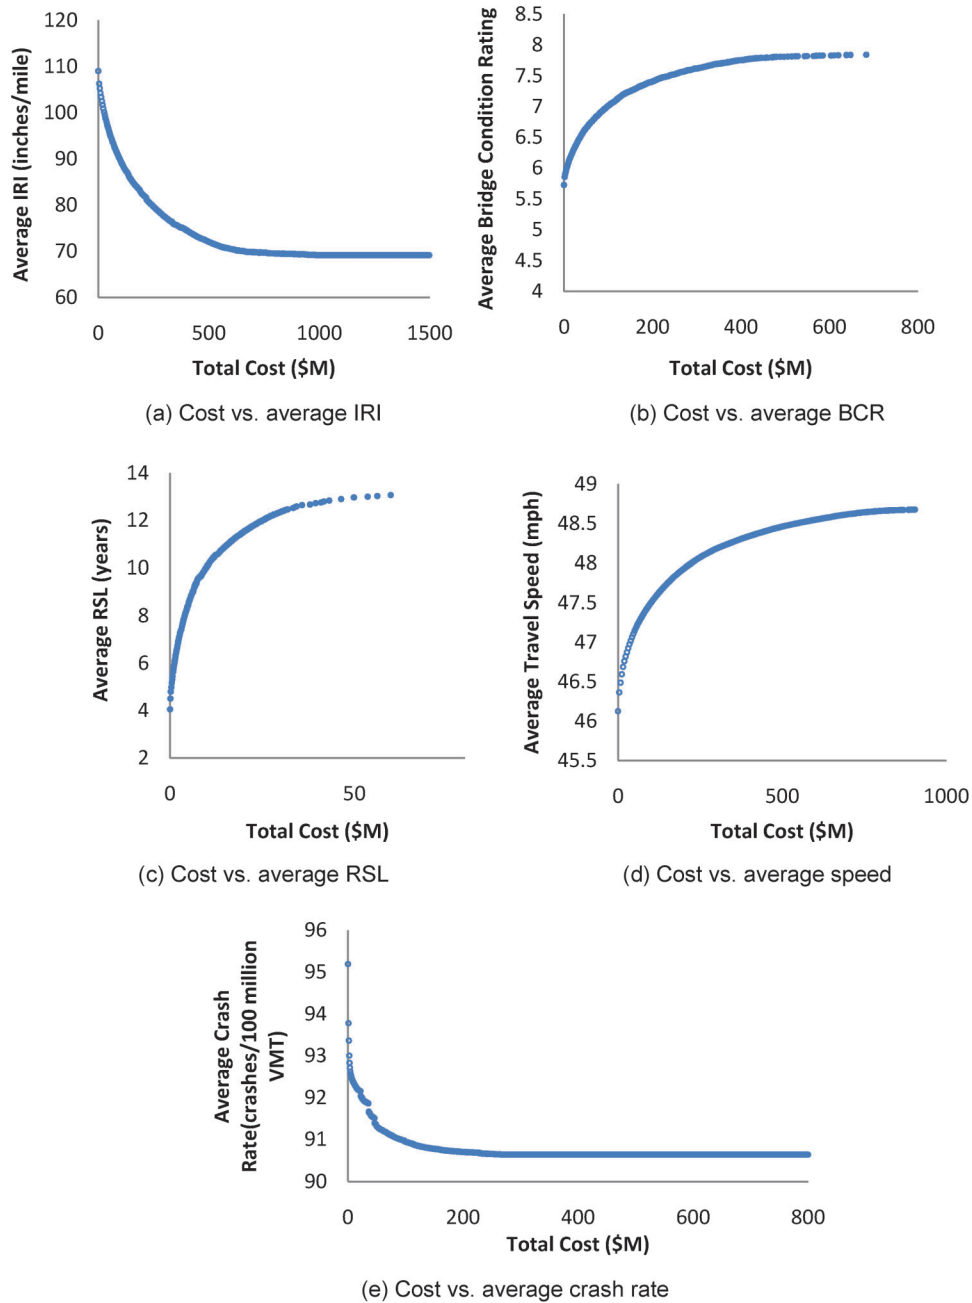 120
110
100
90
80
70
60
Average IRI (inches/mile)
0 500 1000 1500
Total Cost ($M)
(a) Cost vs. average IRI
8.5
8
7.5
7
6.5
6
5.5
5
4.5
4
Average Bridge Condition Rating
0 200 400 600 800
Total Cost ($M)
(b) Cost vs. average BCR
14
12
10
8
6
4
2
Average RSL (years)
0 50
Total Cost ($M)
(c) Cost vs. average RSL
49
48.5
48
47.5
47
46.5
46
45.5
Average Travel Speed (mph)
0 500 1000
Total Cost ($M)
(d) Cost vs. average speed
96
95
94
93
92
91
90
Average Crash
Rate(crashes/100 million
VMT)
0 200 400 600 800
Total Cost ($M)
(e) Cost vs. average crash rate